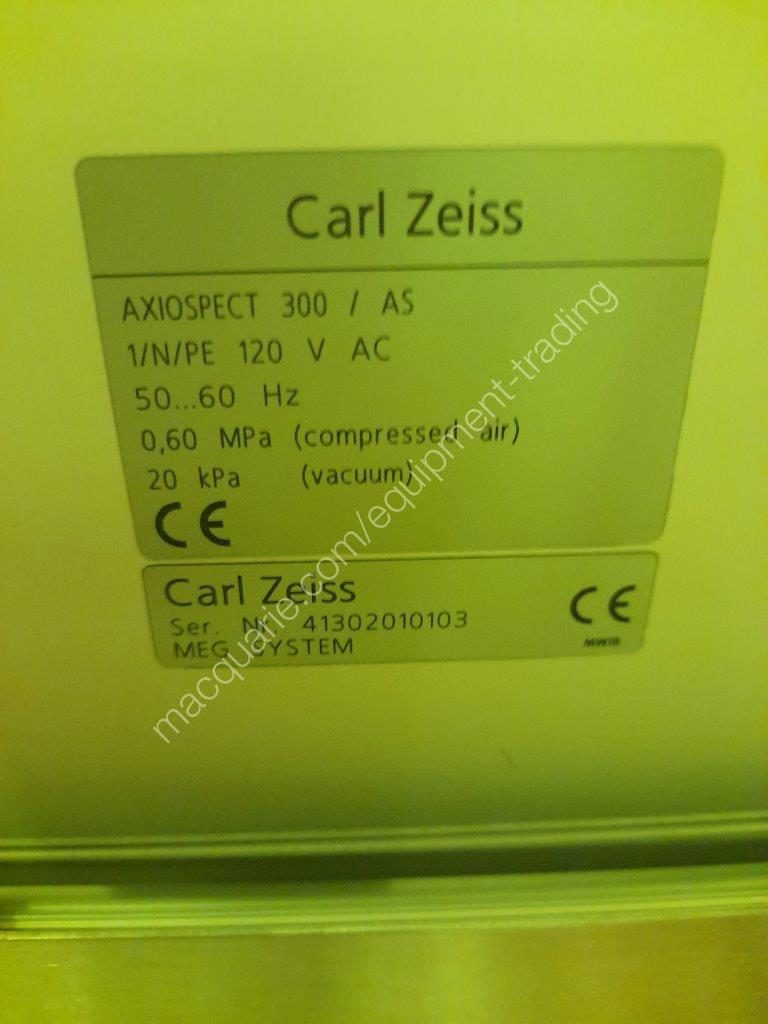 Carl Zeiss
AXIOSPECT 300 / AS
1/N/PE 120 V AC
50...60 Hz
0,60 MPa (compressed air)
20 kPa (vacuum)
CE
Carl Zeiss
Ser. Nr. 41302010103
MEG SYSTEM
CE
MWIB
macquarie.com/equipment-trading